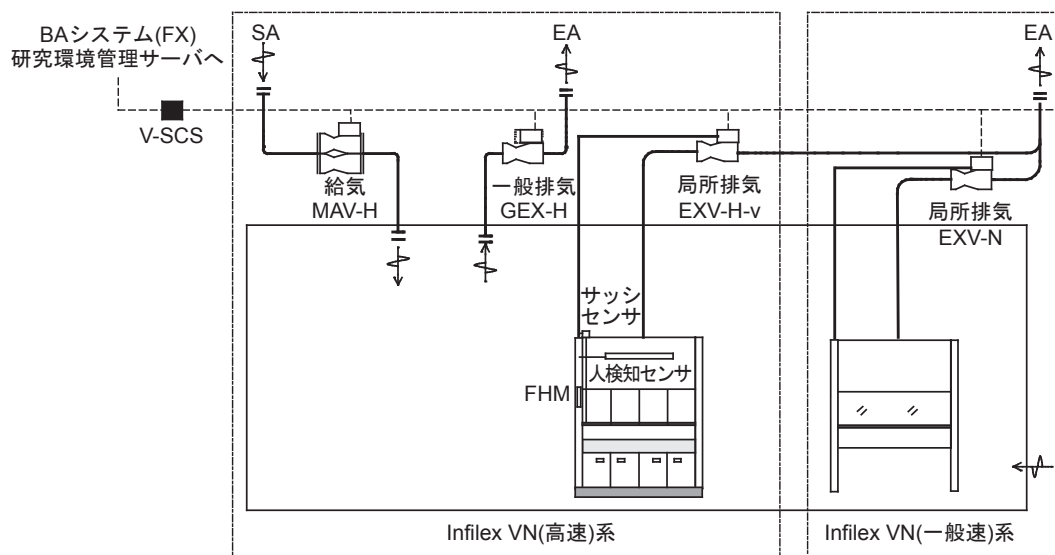 BAシステム(FX)
研究環境管理サーバへ
SA
EA
EA
V-SCS
給気
MAV-H
一般排気
GEX-H
局所排気
EXV-H-v
局所排気
EXV-N
サッシ
センサ
人検知センサ
FHM
Infilex VN(高速)系
Infilex VN(一般速)系